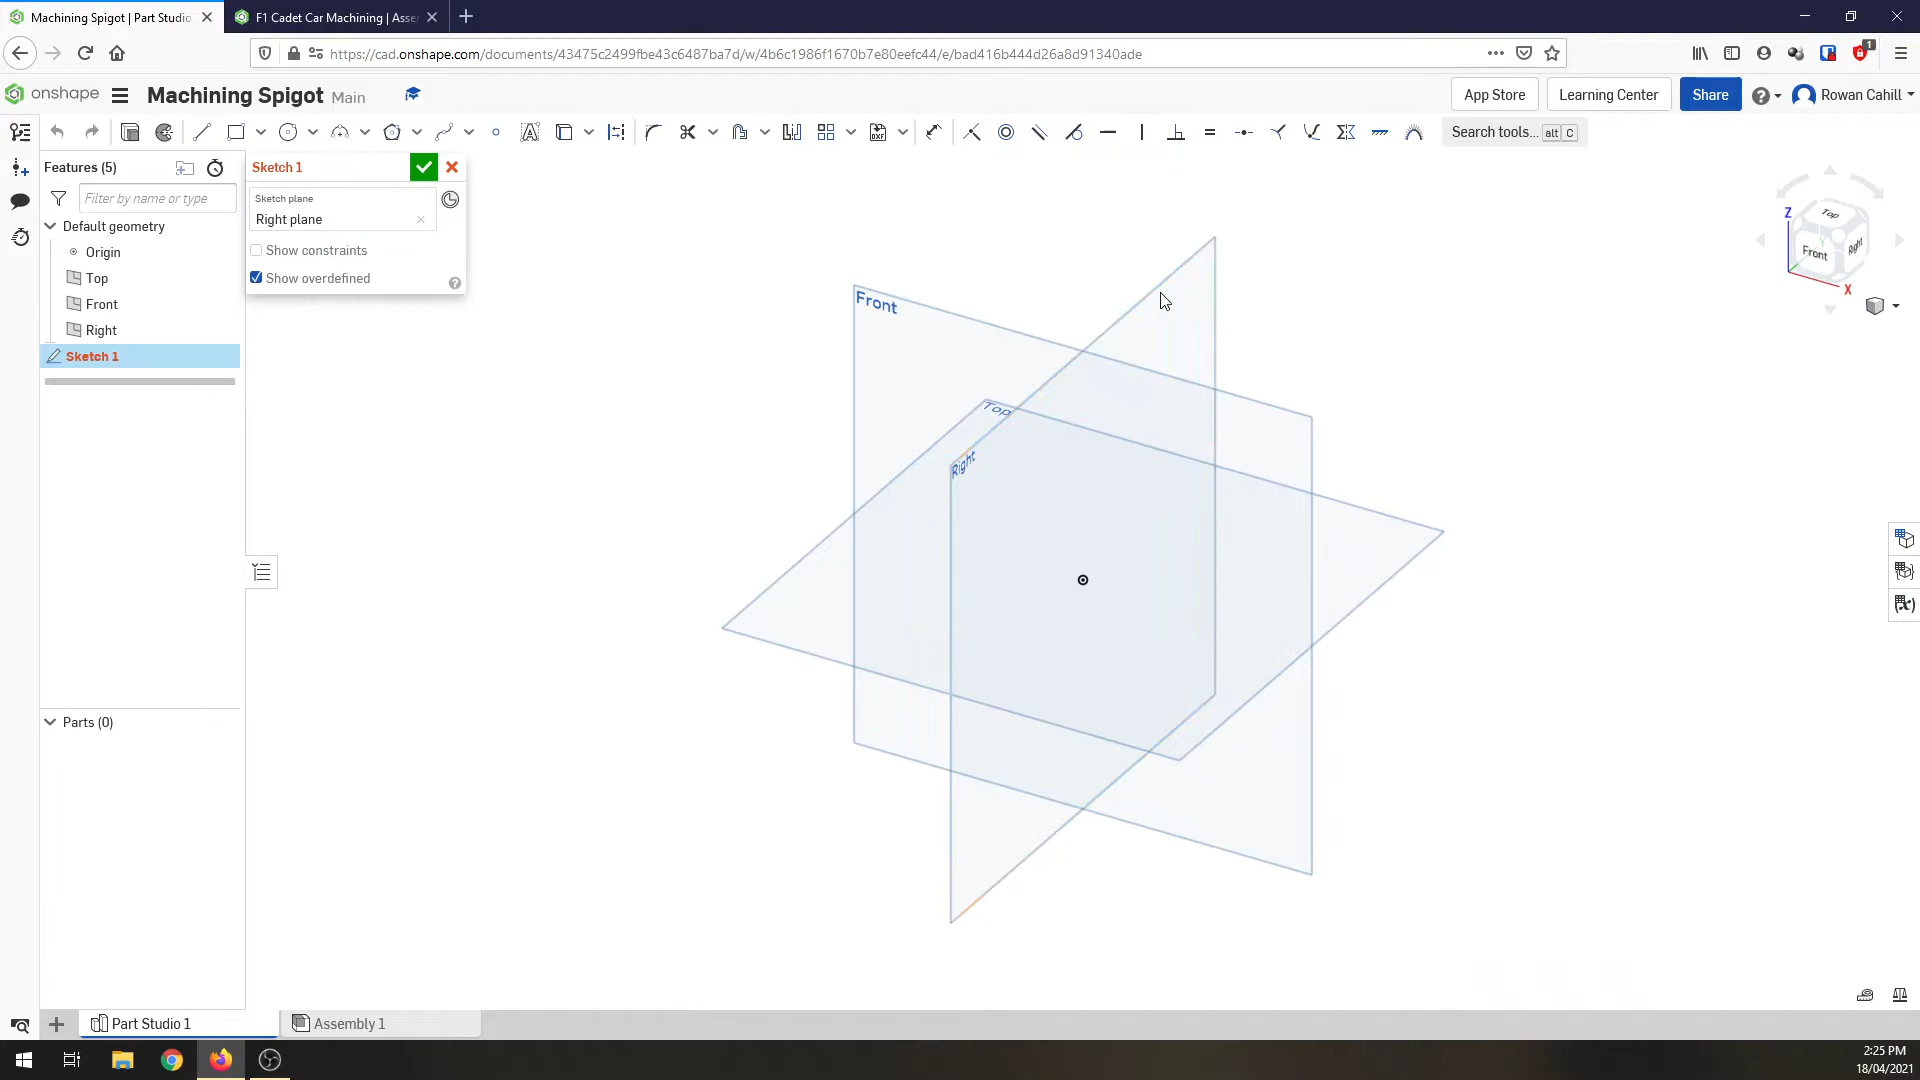 Machining Spigot | Part Studio
F1 Cadet Car Machining | Asse
https://cad.onshape.com/documents/43475c2499fbe43c6487ba7d/w/4b6c1986f1670b7e80eefc44/e/bad416b444d26a8d91340ade
1
onshape
Machining Spigot Main
App Store
Learning Center
Share
Rowan Cahill
Search tools... alt C
Features (5)
Filter by name or type
Default geometry
Origin
Top
Front
Right
Sketch 1
Parts (0)
Sketch 1
Sketch plane
Right plane
Show constraints
Show overdefined
Front
Top
Right
Top
Front
Right
Z
Y
X
Part Studio 1
Assembly 1
2:25 PM
18/04/2021